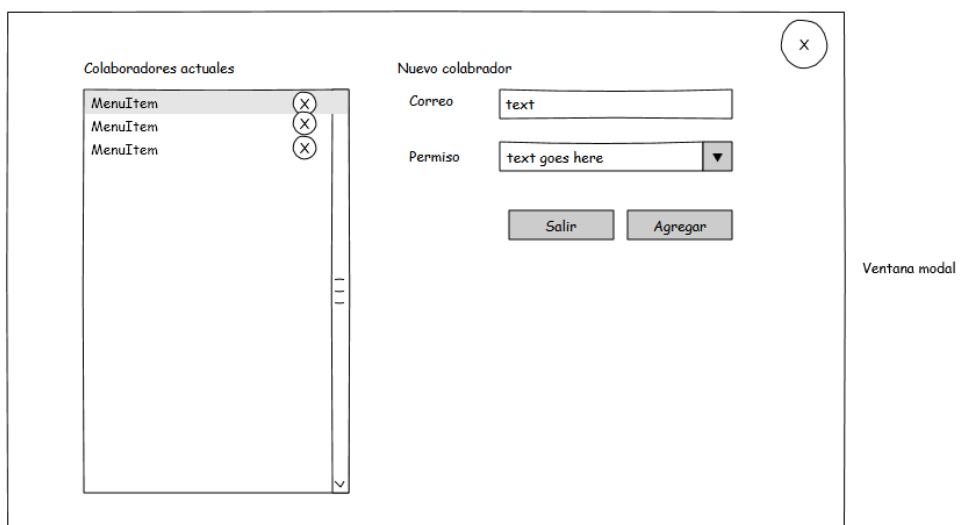 X
Colaboradores actuales
MenuItem X
MenuItem X
MenuItem X
Nuevo colabrador
Correo text
Permiso text goes here
Salir Agregar
Ventana modal